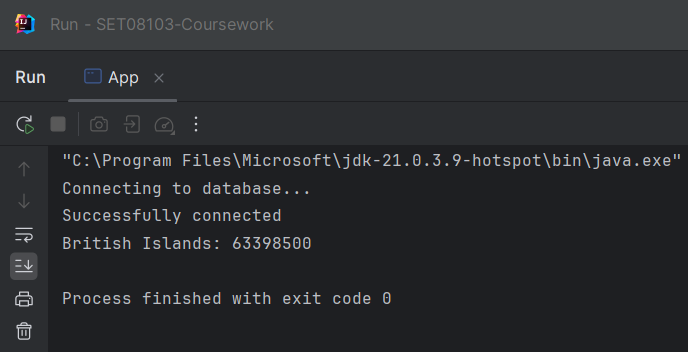 Run - SET08103-Coursework
Run App
"C:\Program Files\Microsoft\jdk-21.0.3.9-hotspot\bin\java.exe"
Connecting to database...
Successfully connected
British Islands: 63398500
Process finished with exit code 0